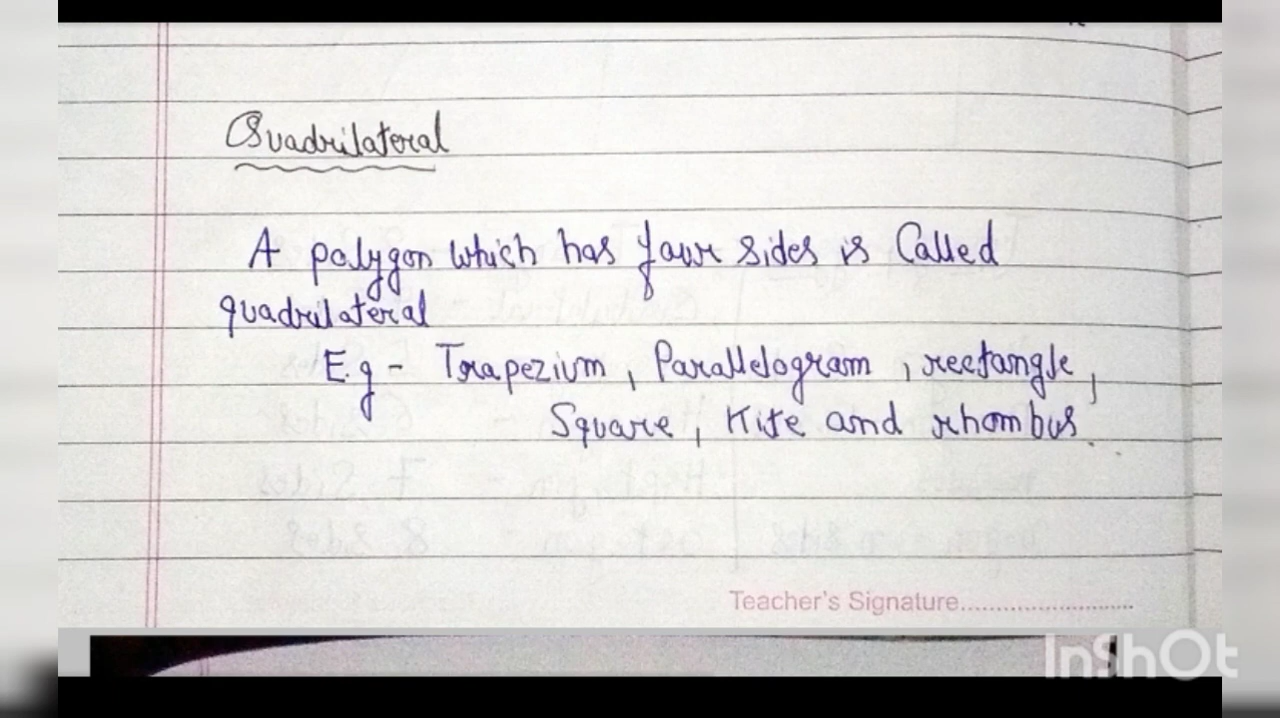 Quadrilateral
A polygon which has four sides is Called
quadrilateral
E.g - Trapezium, Parallelogram, rectangle,
Square, Kite and rhombus.
Teacher's Signature..............................
InShOt